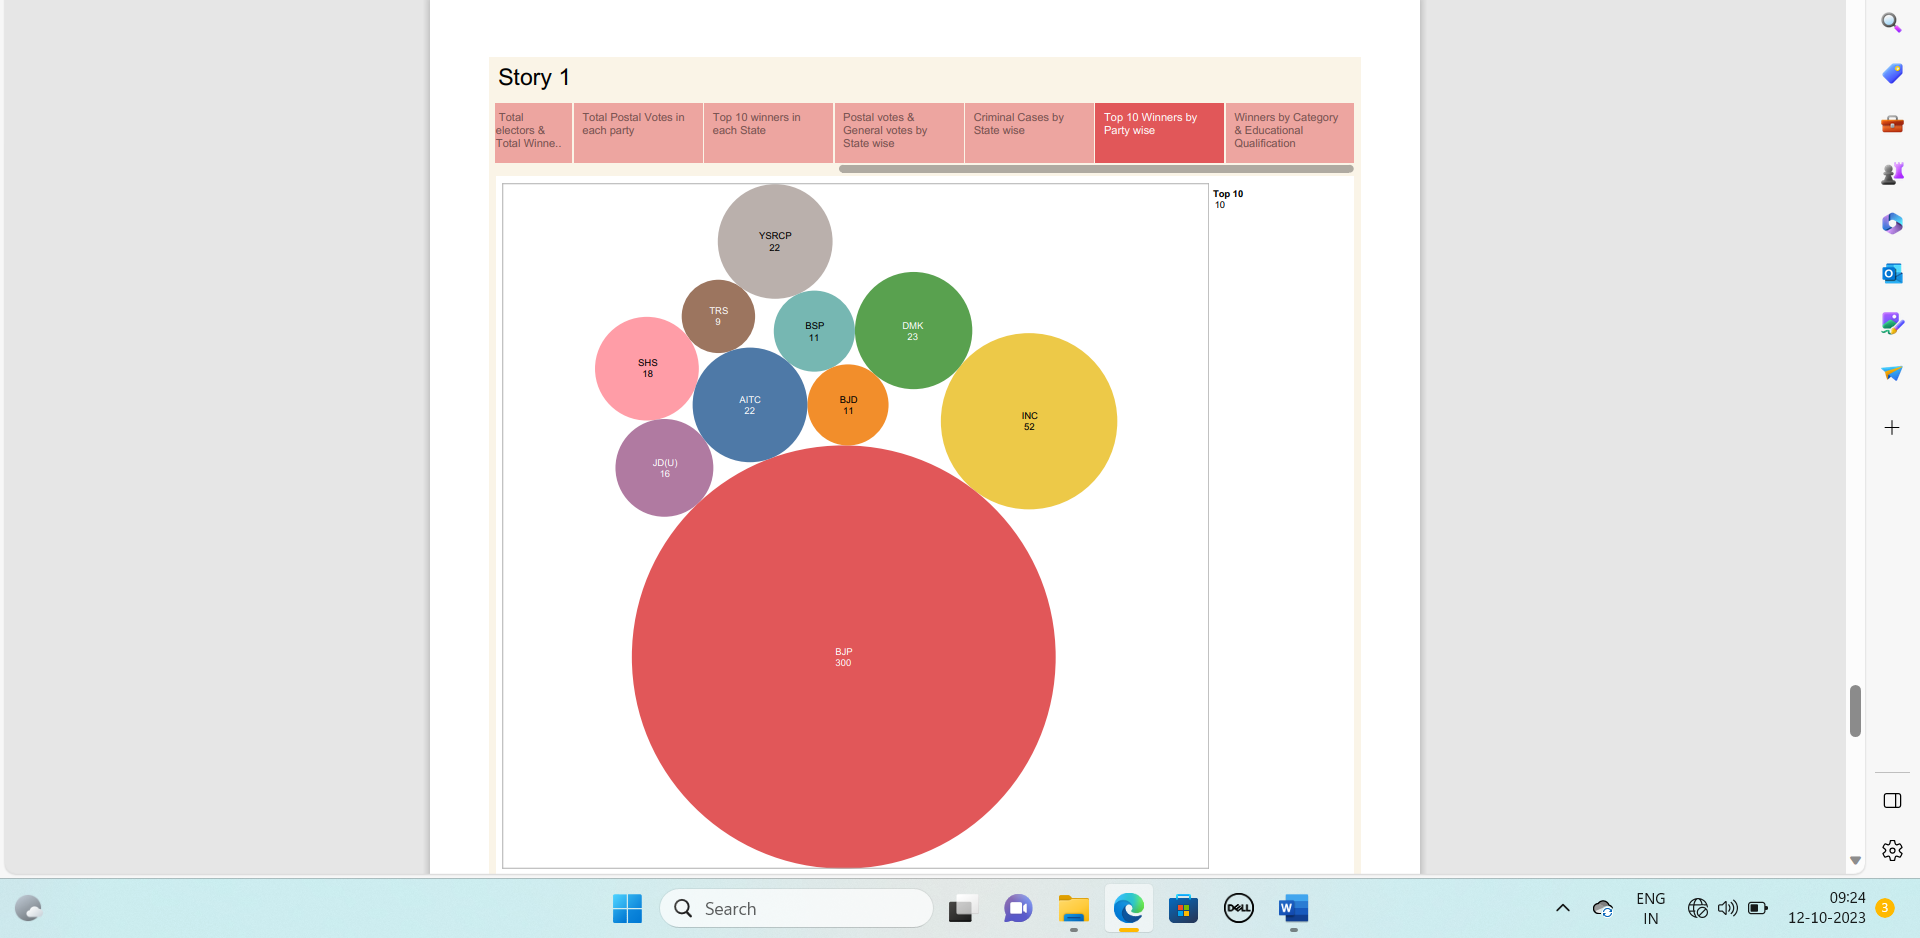 Story 1
Total
electors &
Total Winne..
Total Postal Votes in
each party
Top 10 winners in
each State
Postal votes &
General votes by
State wise
Criminal Cases by
State wise
Top 10 Winners by
Party wise
Winners by Category
& Educational
Qualification
Top 10
10
YSRCP
22
TRS
9
BSP
11
DMK
23
SHS
18
AITC
22
BJD
11
INC
52
JD(U)
16
BJP
300
Search
DELL
W
ENG
IN
09:24
12-10-2023
3